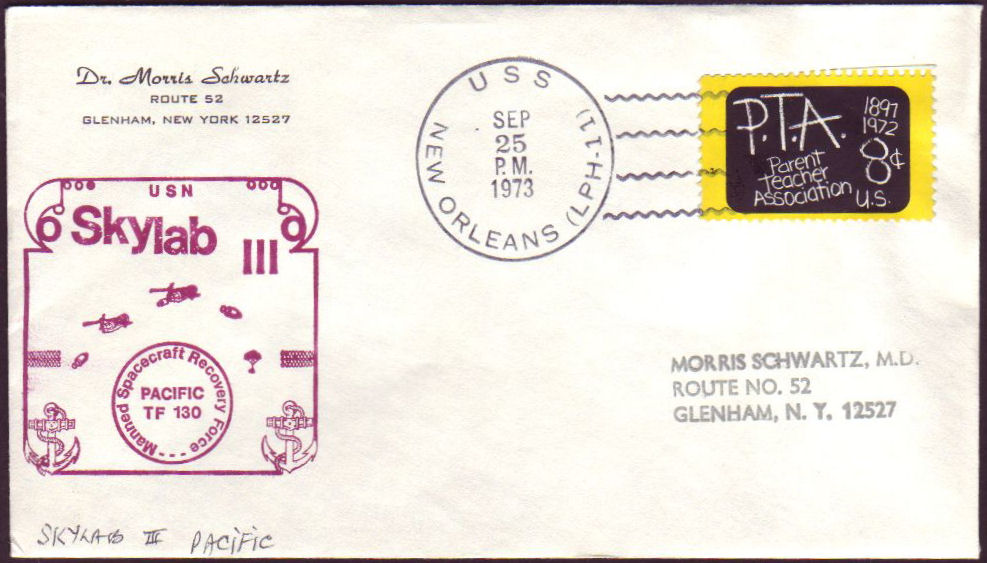 Dr. Morris Schwartz
ROUTE 52
GLENHAM, NEW YORK 12527
USS NEW ORLEANS (LPH-11)
SEP
25
P.M.
1973
P.T.A.
1897
1972
Parent
Teacher
Association
8¢
U.S.
USN
Skylab
III
Manned Spacecraft Recovery Force
PACIFIC
TF 130
MORRIS SCHWARTZ, M.D.
ROUTE NO. 52
GLENHAM, N. Y. 12527
SKYLAB III PACIFIC